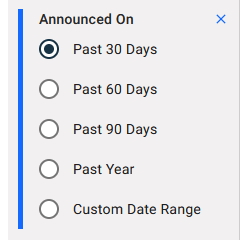 Announced On
Past 30 Days
Past 60 Days
Past 90 Days
Past Year
Custom Date Range